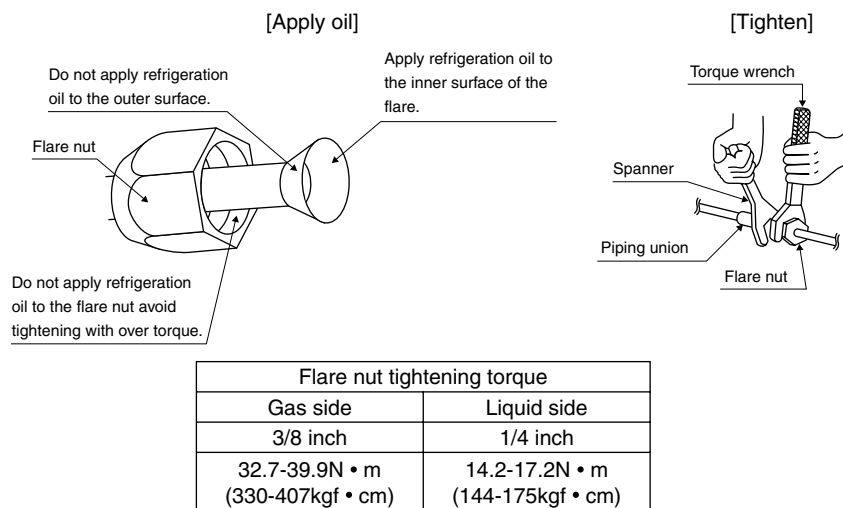 [Apply oil]
Do not apply refrigeration
oil to the outer surface.
Apply refrigeration oil to
the inner surface of the
flare.
Flare nut
Do not apply refrigeration
oil to the flare nut avoid
tightening with over torque.
[Tighten]
Torque wrench
Spanner
Piping union
Flare nut
Flare nut tightening torque
Gas side
Liquid side
3/8 inch
1/4 inch
32.7-39.9N • m
(330-407kgf • cm)
14.2-17.2N • m
(144-175kgf • cm)